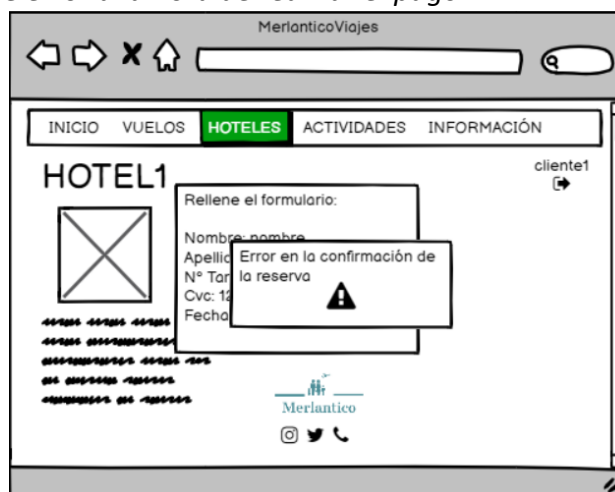 MerlanticoViajes
INICIO VUELOS HOTELES ACTIVIDADES INFORMACIÓN
cliente1
HOTEL1
Rellene el formulario:
Nombre: nombre
Apellid
Nº Tar
Cvc: 12
Fecha
Error en la confirmación de
la reserva
Merlantico